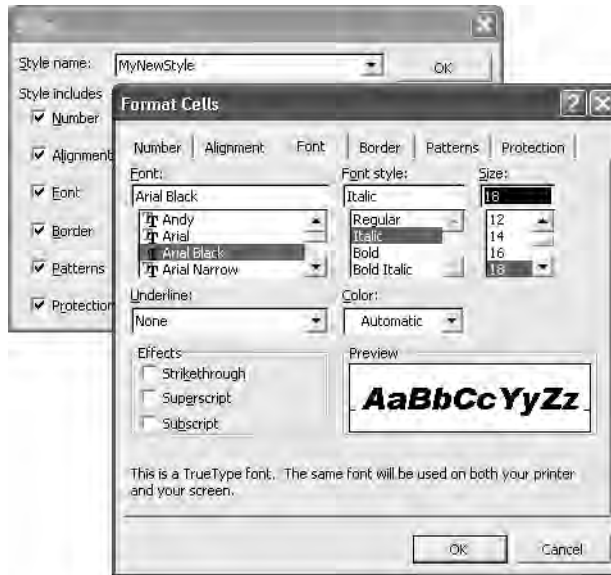 Style name: MyNewStyle OK
Style includes
Number
Alignment
Font
Border
Patterns
Protection
Format Cells
Number Alignment Font Border Patterns Protection
Font: Font style: Size:
Arial Black Italic 18
Andy Regular 12
Arial Italic 14
Arial Black Bold 16
Arial Narrow Bold Italic 18
Underline: Color:
None Automatic
Effects Preview
Strikethrough
Superscript
Subscript
AaBbCcYyZz
This is a TrueType font. The same font will be used on both your printer
and your screen.
OK Cancel